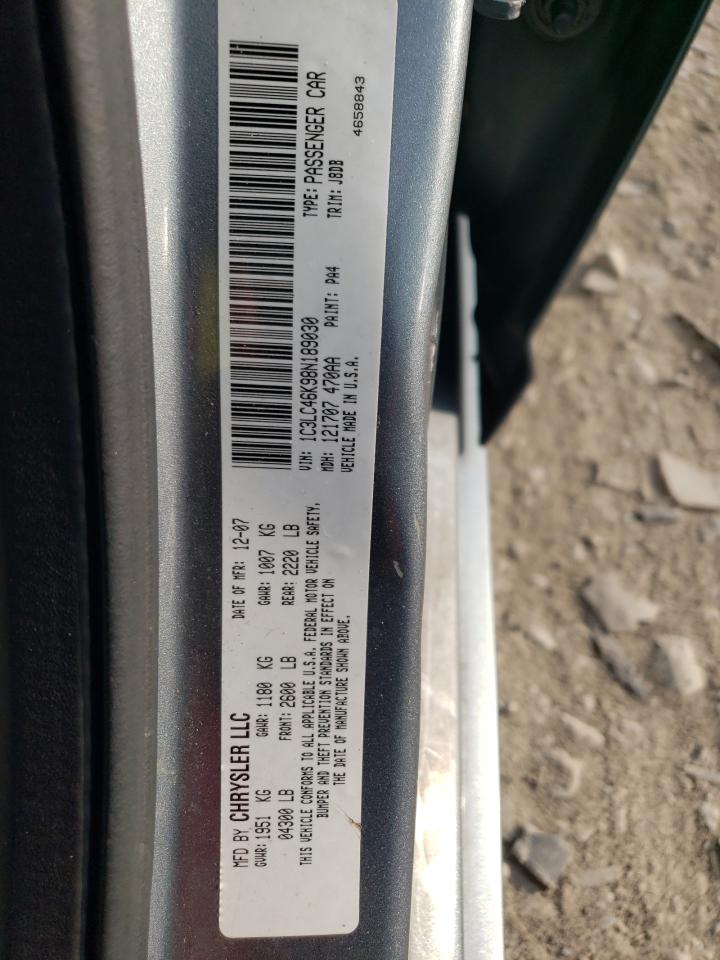 MFD BY CHRYSLER LLC DATE OF MFR: 12-07
GVWR: 1951 KG GAWR: 1180 KG GAWR: 1007 KG
04300 LB FRONT: 2600 LB REAR: 2220 LB
THIS VEHICLE CONFORMS TO ALL APPLICABLE U.S.A. FEDERAL MOTOR VEHICLE SAFETY,
BUMPER AND THEFT PREVENTION STANDARDS IN EFFECT ON
THE DATE OF MANUFACTURE SHOWN ABOVE.
VIN: 1C3LC46K98N189030 TYPE: PASSENGER CAR
MDH: 121707 470AA PAINT: PA4 TRIM: J8DB
VEHICLE MADE IN U.S.A. 4658843